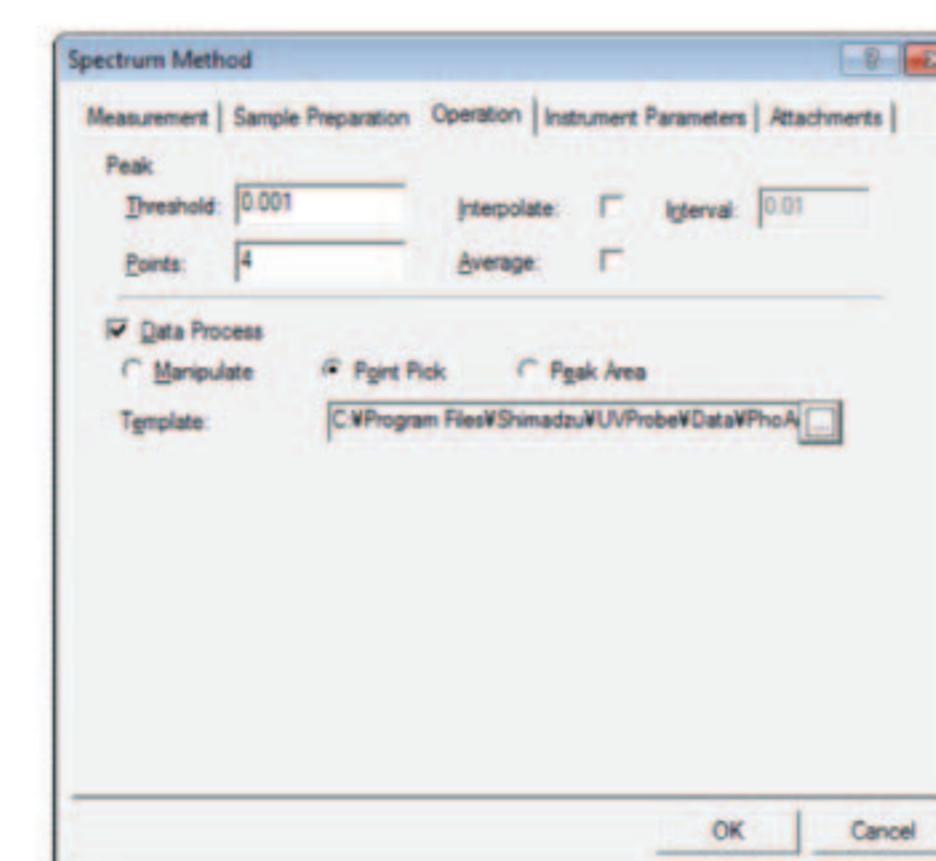 Spectrum Method
Measurement Sample Preparation Operation Instrument Parameters Attachments
Peak
Threshold: 0.001 Interpolate: Interval: 0.01
Points: 4 Average:
Data Process
Manipulate Point Pick Peak Area
Template: C:¥Program Files¥Shimadzu¥UVProbe¥Data¥PhoA ...
OK Cancel